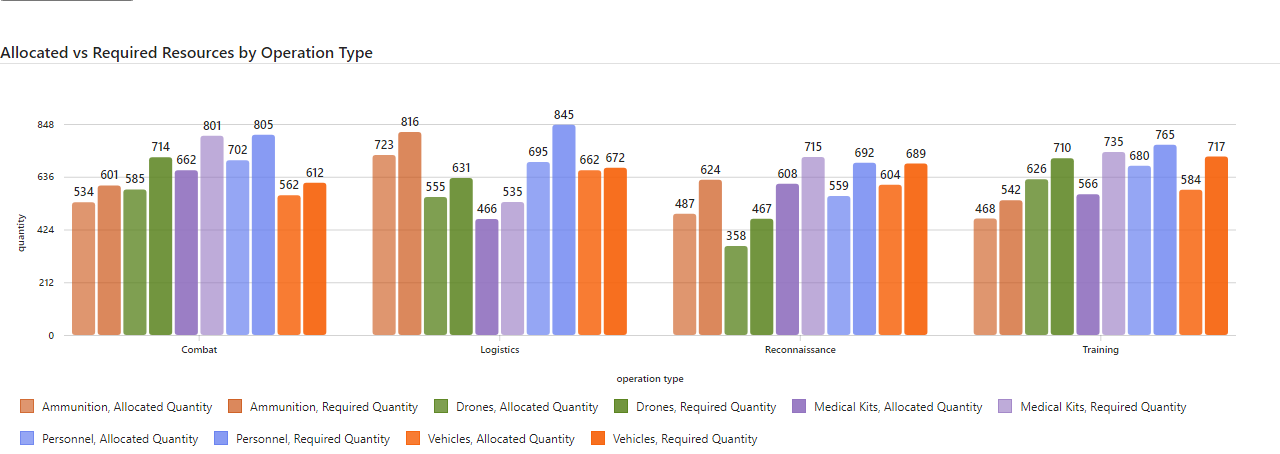 Allocated vs Required Resources by Operation Type
848
636
424
212
0
quantity
534 601 585 714 662 801 702 805 562 612
723 816 555 631 466 535 695 845 662 672
487 624 358 467 608 715 559 692 604 689
468 542 626 710 566 735 680 765 584 717
Combat Logistics Reconnaissance Training
operation type
Ammunition, Allocated Quantity Ammunition, Required Quantity Drones, Allocated Quantity Drones, Required Quantity Medical Kits, Allocated Quantity Medical Kits, Required Quantity
Personnel, Allocated Quantity Personnel, Required Quantity Vehicles, Allocated Quantity Vehicles, Required Quantity